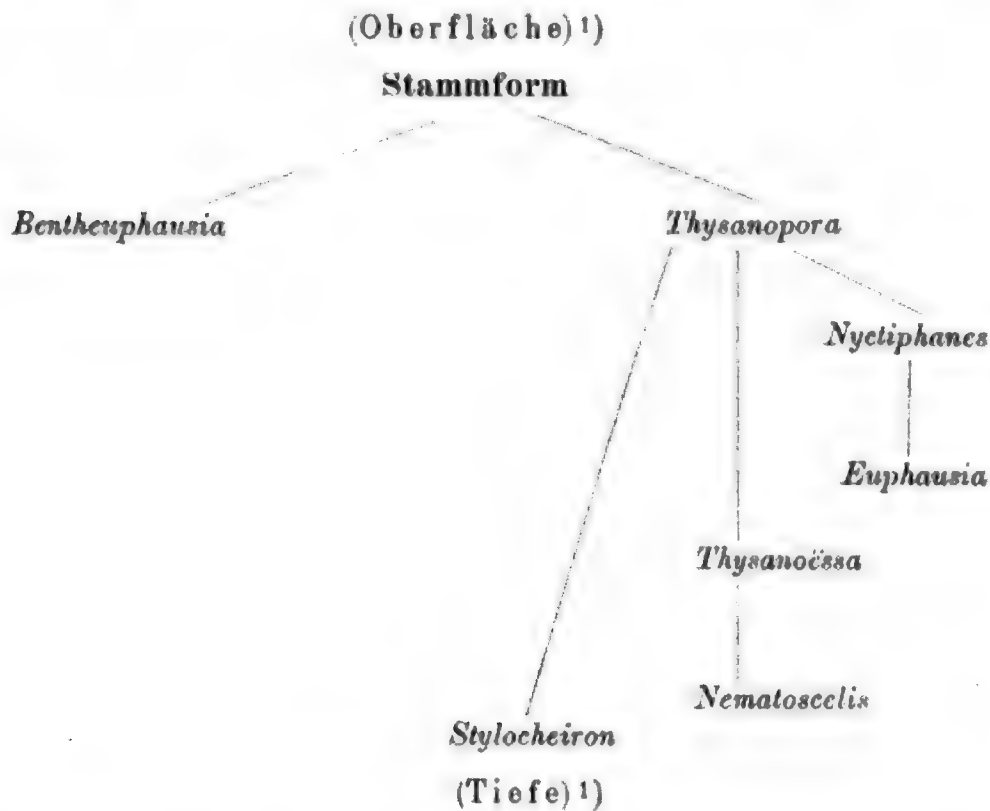 (Oberfläche) ¹)
Stammform
Bentheuphausia
Thysanopora
Nyctiphanes
Euphausia
Thysanoëssa
Nematoscelis
Stylocheiron
(Tiefe) ¹)